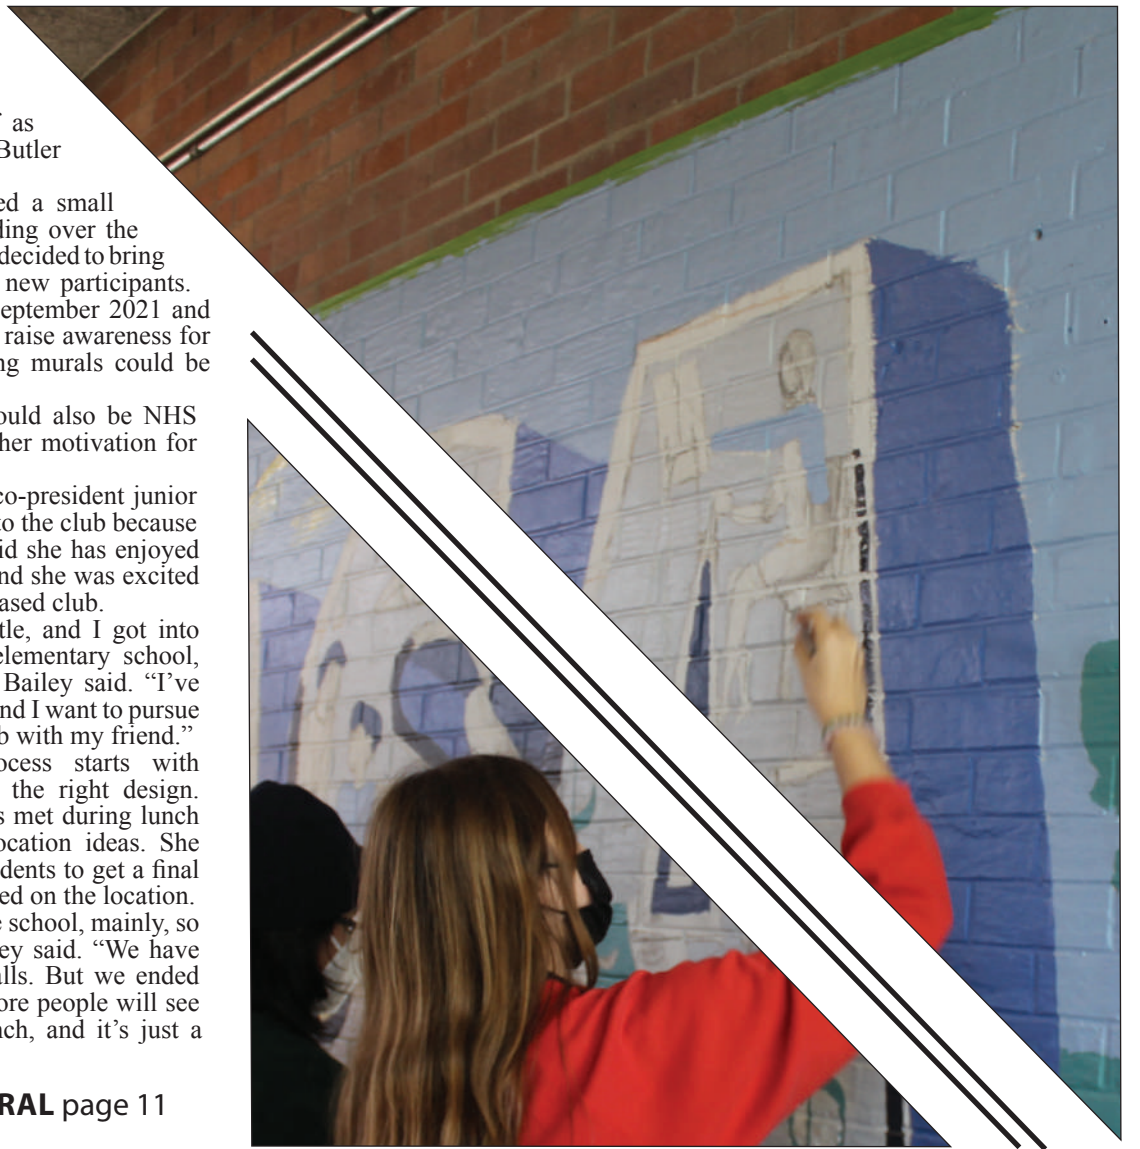 as
Butler
ed a small
ding over the
decided to bring
new participants.
eptember 2021 and
raise awareness for
ng murals could be
ould also be NHS
her motivation for
co-president junior
to the club because
id she has enjoyed
nd she was excited
ased club.
tle, and I got into
elementary school,
Bailey said. “I’ve
nd I want to pursue
b with my friend.”
ocess starts with
the right design.
s met during lunch
ocation ideas. She
dents to get a final
ed on the location.
e school, mainly, so
ey said. “We have
alls. But we ended
ore people will see
nch, and it’s just a
RAL page 11